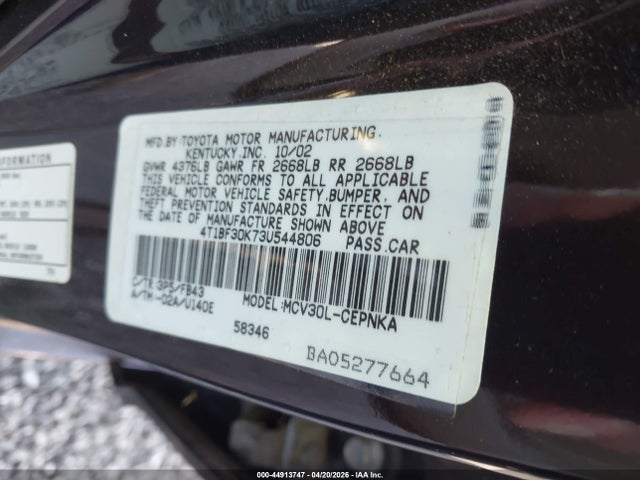 MFD.BY:TOYOTA MOTOR MANUFACTURING,
KENTUCKY,INC. 10/02
GVWR 4376LB GAWR FR 2668LB RR 2668LB
THIS VEHICLE CONFORMS TO ALL APPLICABLE
FEDERAL MOTOR VEHICLE SAFETY,BUMPER, AND
THEFT PREVENTION STANDARDS IN EFFECT ON
THE DATE OF MANUFACTURE SHOWN ABOVE.
4T1BF30K73U544806 PASS.CAR
C/TR:3P5/FB43
A/TM:-02A/U140E
MODEL:MCV30L-CEPNKA
58346
BA05277664
INFORMATION
000-44913747 - 04/20/2026 - IAA Inc.